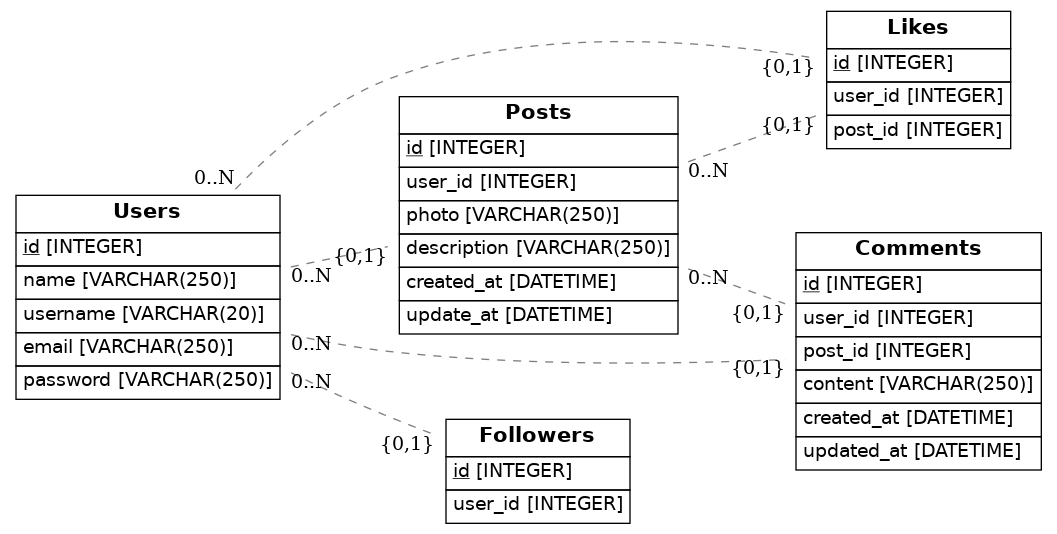 Likes
id [INTEGER]
user_id [INTEGER]
post_id [INTEGER]
{0,1}
{0,1}
0..N
0..N
Posts
id [INTEGER]
user_id [INTEGER]
photo [VARCHAR(250)]
description [VARCHAR(250)]
created_at [DATETIME]
update_at [DATETIME]
Users
id [INTEGER]
name [VARCHAR(250)]
username [VARCHAR(20)]
email [VARCHAR(250)]
password [VARCHAR(250)]
{0,1}
0..N
0..N
0..N
0..N
{0,1}
{0,1}
{0,1}
Comments
id [INTEGER]
user_id [INTEGER]
post_id [INTEGER]
content [VARCHAR(250)]
created_at [DATETIME]
updated_at [DATETIME]
Followers
id [INTEGER]
user_id [INTEGER]